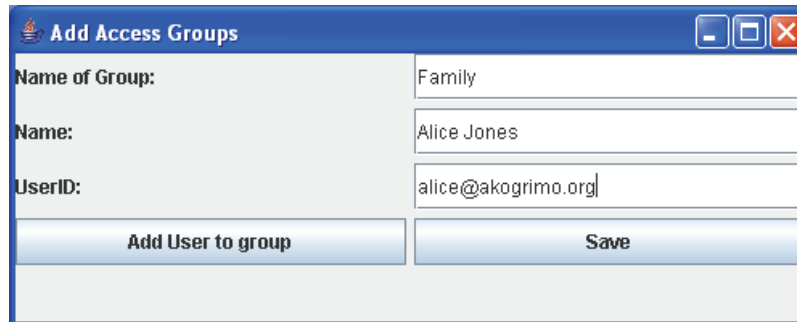 Add Access Groups
Name of Group: Family
Name: Alice Jones
UserID: alice@akogrimo.org
Add User to group Save